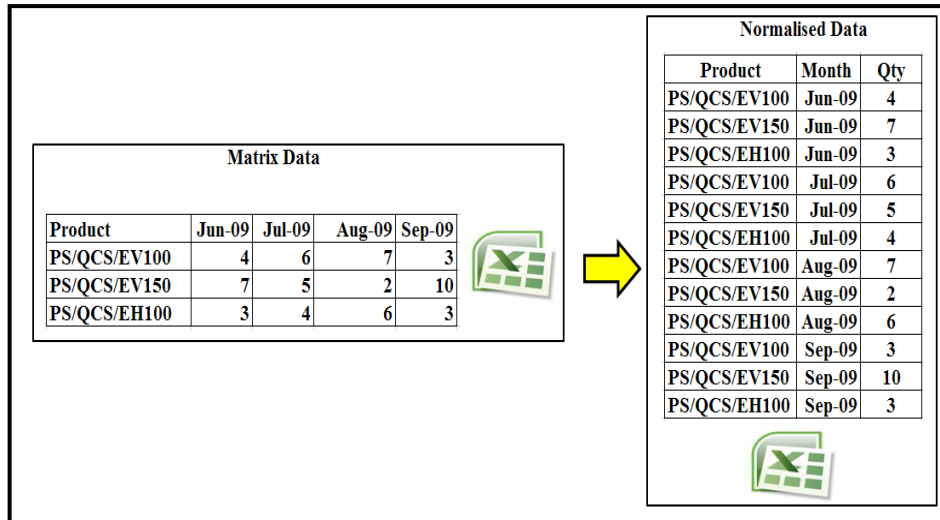 Matrix Data
Product Jun-09 Jul-09 Aug-09 Sep-09
PS/QCS/EV100 4 6 7 3
PS/QCS/EV150 7 5 2 10
PS/QCS/EH100 3 4 6 3
Normalised Data
Product Month Qty
PS/QCS/EV100 Jun-09 4
PS/QCS/EV150 Jun-09 7
PS/QCS/EH100 Jun-09 3
PS/QCS/EV100 Jul-09 6
PS/QCS/EV150 Jul-09 5
PS/QCS/EH100 Jul-09 4
PS/QCS/EV100 Aug-09 7
PS/QCS/EV150 Aug-09 2
PS/QCS/EH100 Aug-09 6
PS/QCS/EV100 Sep-09 3
PS/QCS/EV150 Sep-09 10
PS/QCS/EH100 Sep-09 3